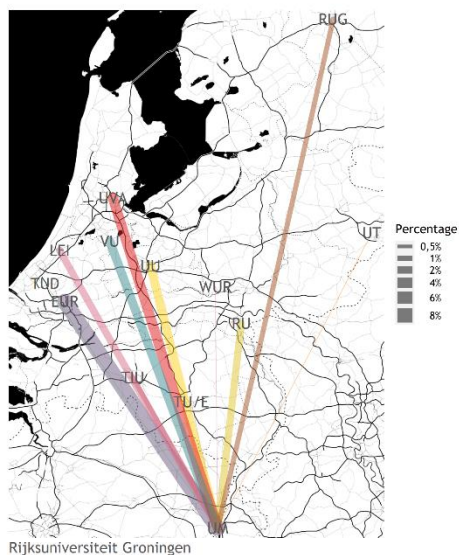 RUG
UVA
UT
VU
LEI
UU
TUD
WUR
EUR
RU
TIU
TU/E
UM
Percentage
0,5%
1%
2%
4%
6%
8%
Rijksuniversiteit Groningen